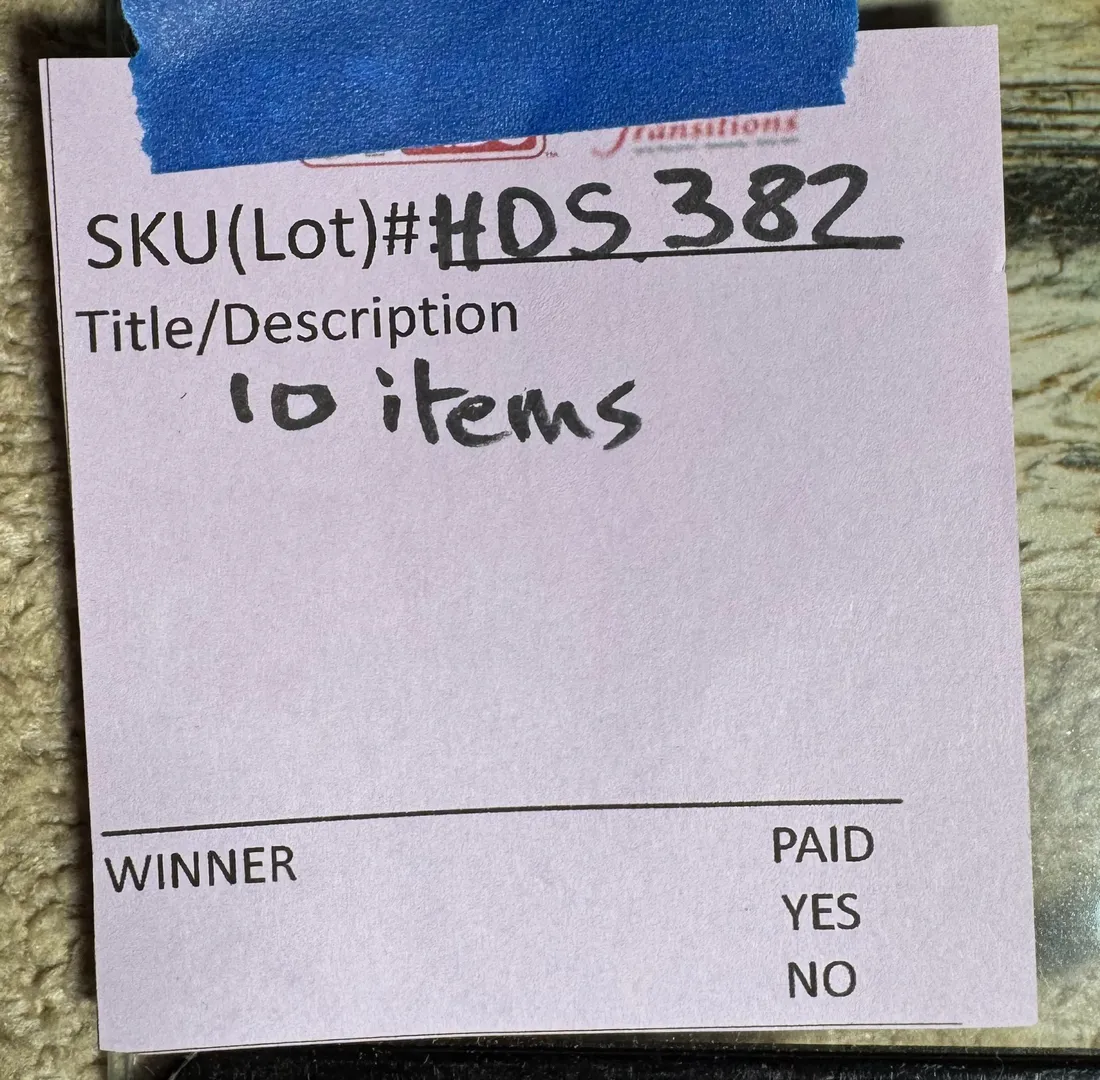 Transitions
SKU(Lot)# HDS 382
Title/Description
10 items
WINNER
PAID
YES
NO